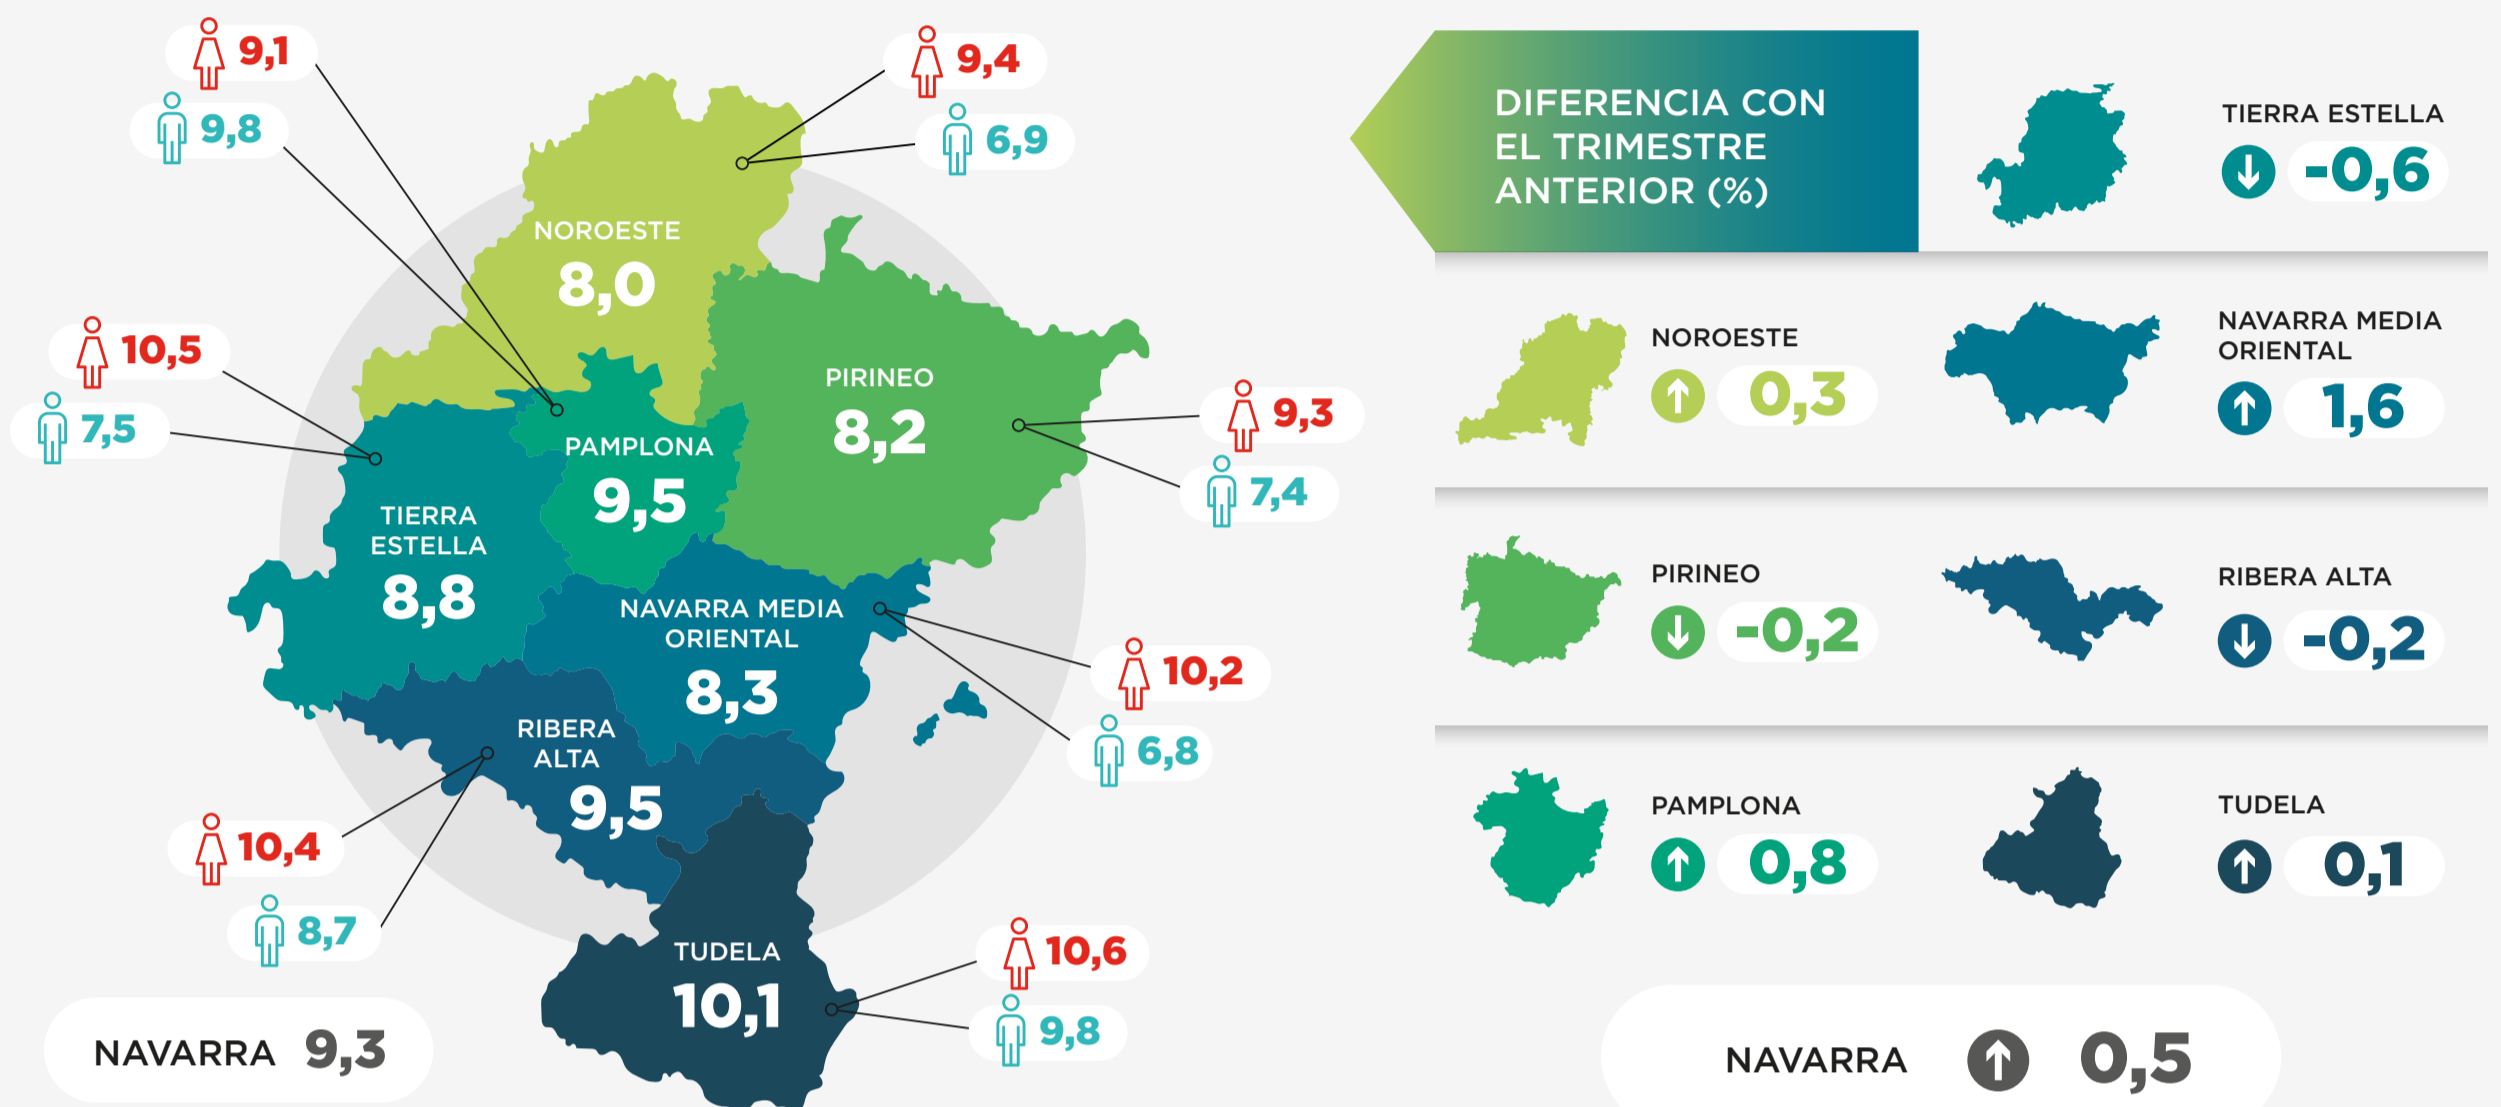 9,1
9,8
9,4
6,9
NOROESTE
8,0
10,5
7,5
PIRINEO
8,2
9,3
7,4
PAMPLONA
9,5
TIERRA
ESTELLA
8,8
NAVARRA MEDIA
ORIENTAL
8,3
10,2
6,8
RIBERA
ALTA
9,5
10,4
8,7
TUDELA
10,1
10,6
9,8
NAVARRA 9,3
DIFERENCIA CON
EL TRIMESTRE
ANTERIOR (%)
TIERRA ESTELLA
-0,6
NOROESTE
0,3
NAVARRA MEDIA
ORIENTAL
1,6
PIRINEO
-0,2
RIBERA ALTA
-0,2
PAMPLONA
0,8
TUDELA
0,1
NAVARRA 0,5